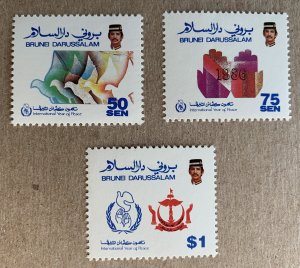 بروني دارالسلام
BRUNEI DARUSSALAM
50
SEN
International Year of Peace
بروني دارالسلام
BRUNEI DARUSSALAM
1986
75
SEN
International Year of Peace
بروني دارالسلام
BRUNEI DARUSSALAM
$1
International Year of Peace